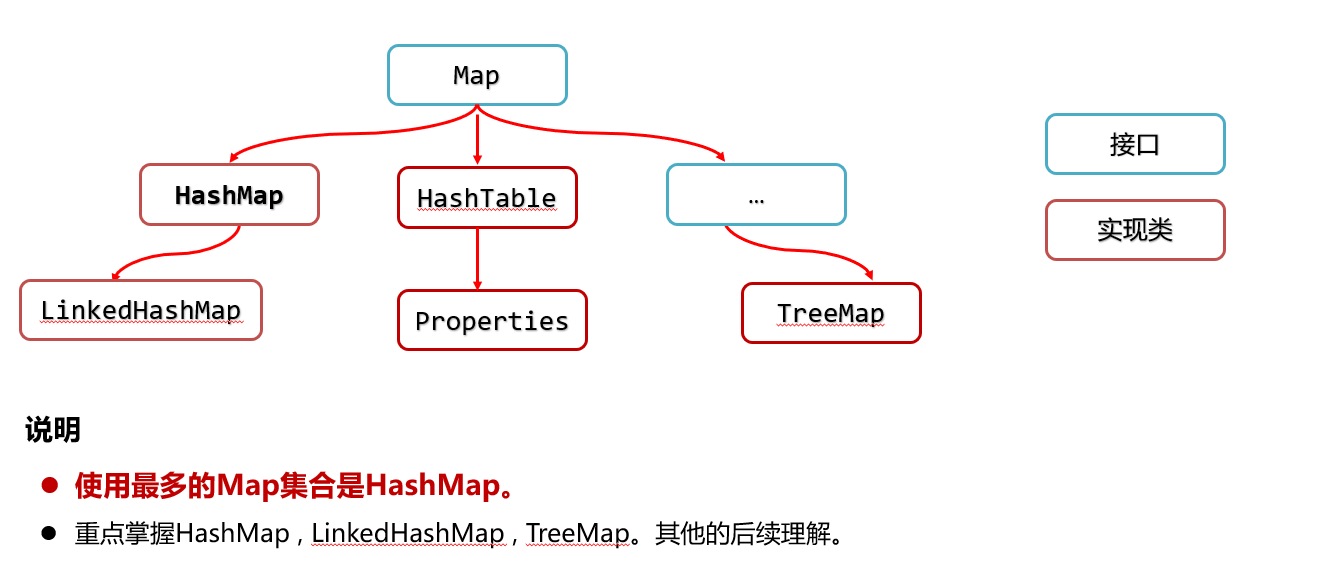 Map
接口
HashMap
HashTable
...
实现类
LinkedHashMap
Properties
TreeMap
说明
使用最多的Map集合是HashMap。
重点掌握HashMap , LinkedHashMap , TreeMap。其他的后续理解。